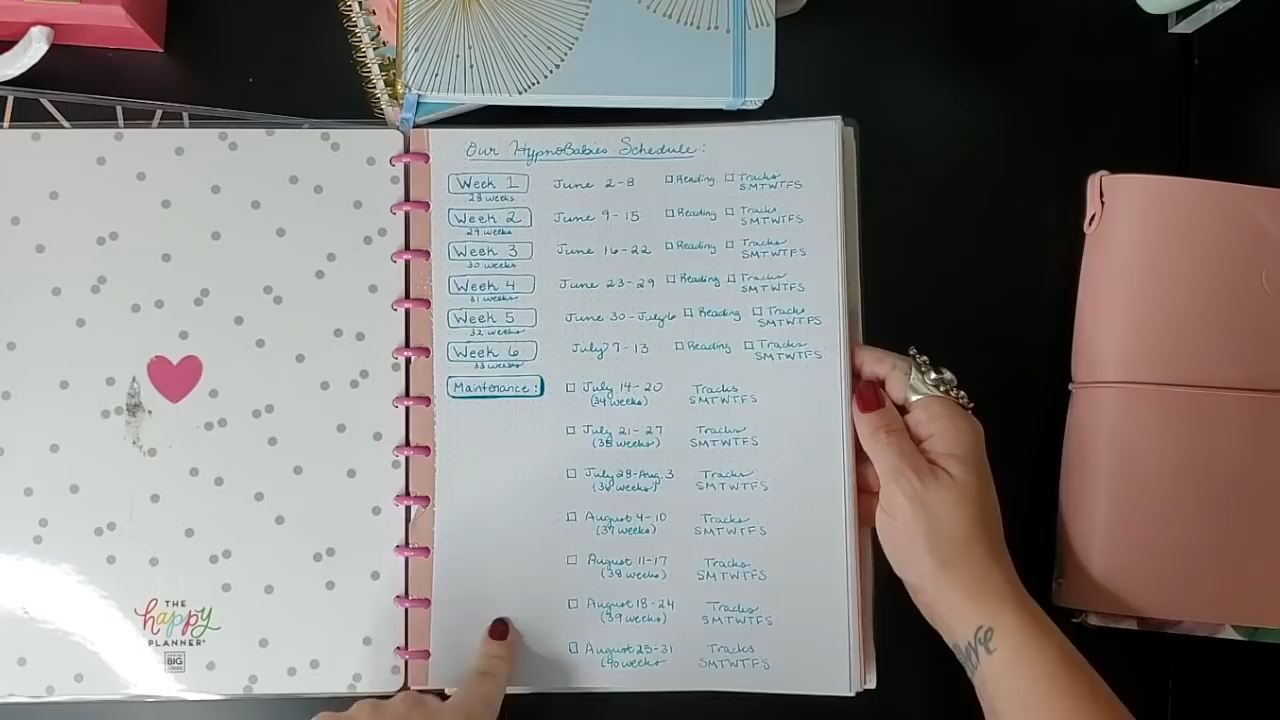 Our HypnoBabies Schedule:
Week 1 June 2-8 ☐ Reading ☐ Tracks
28 weeks SMTWTFS
Week 2 June 9-15 ☐ Reading ☐ Tracks
29 weeks SMTWTFS
Week 3 June 16-22 ☐ Reading ☐ Tracks
30 weeks SMTWTFS
Week 4 June 23-29 ☐ Reading ☐ Tracks
31 weeks SMTWTFS
Week 5 June 30-July 6 ☐ Reading ☐ Tracks
32 weeks SMTWTFS
Week 6 July 7-13 ☐ Reading ☐ Tracks
33 weeks SMTWTFS
Maintenance: ☐ July 14-20 Tracks
(34 weeks) SMTWTFS
☐ July 21-27 Tracks
(35 weeks) SMTWTFS
☐ July 28-Aug. 3 Tracks
(36 weeks) SMTWTFS
☐ August 4-10 Tracks
(37 weeks) SMTWTFS
☐ August 11-17 Tracks
(38 weeks) SMTWTFS
☐ August 18-24 Tracks
(39 weeks) SMTWTFS
☐ August 25-31 Tracks
(40 weeks SMTWTFS
THE
happy
PLANNER®
BIG